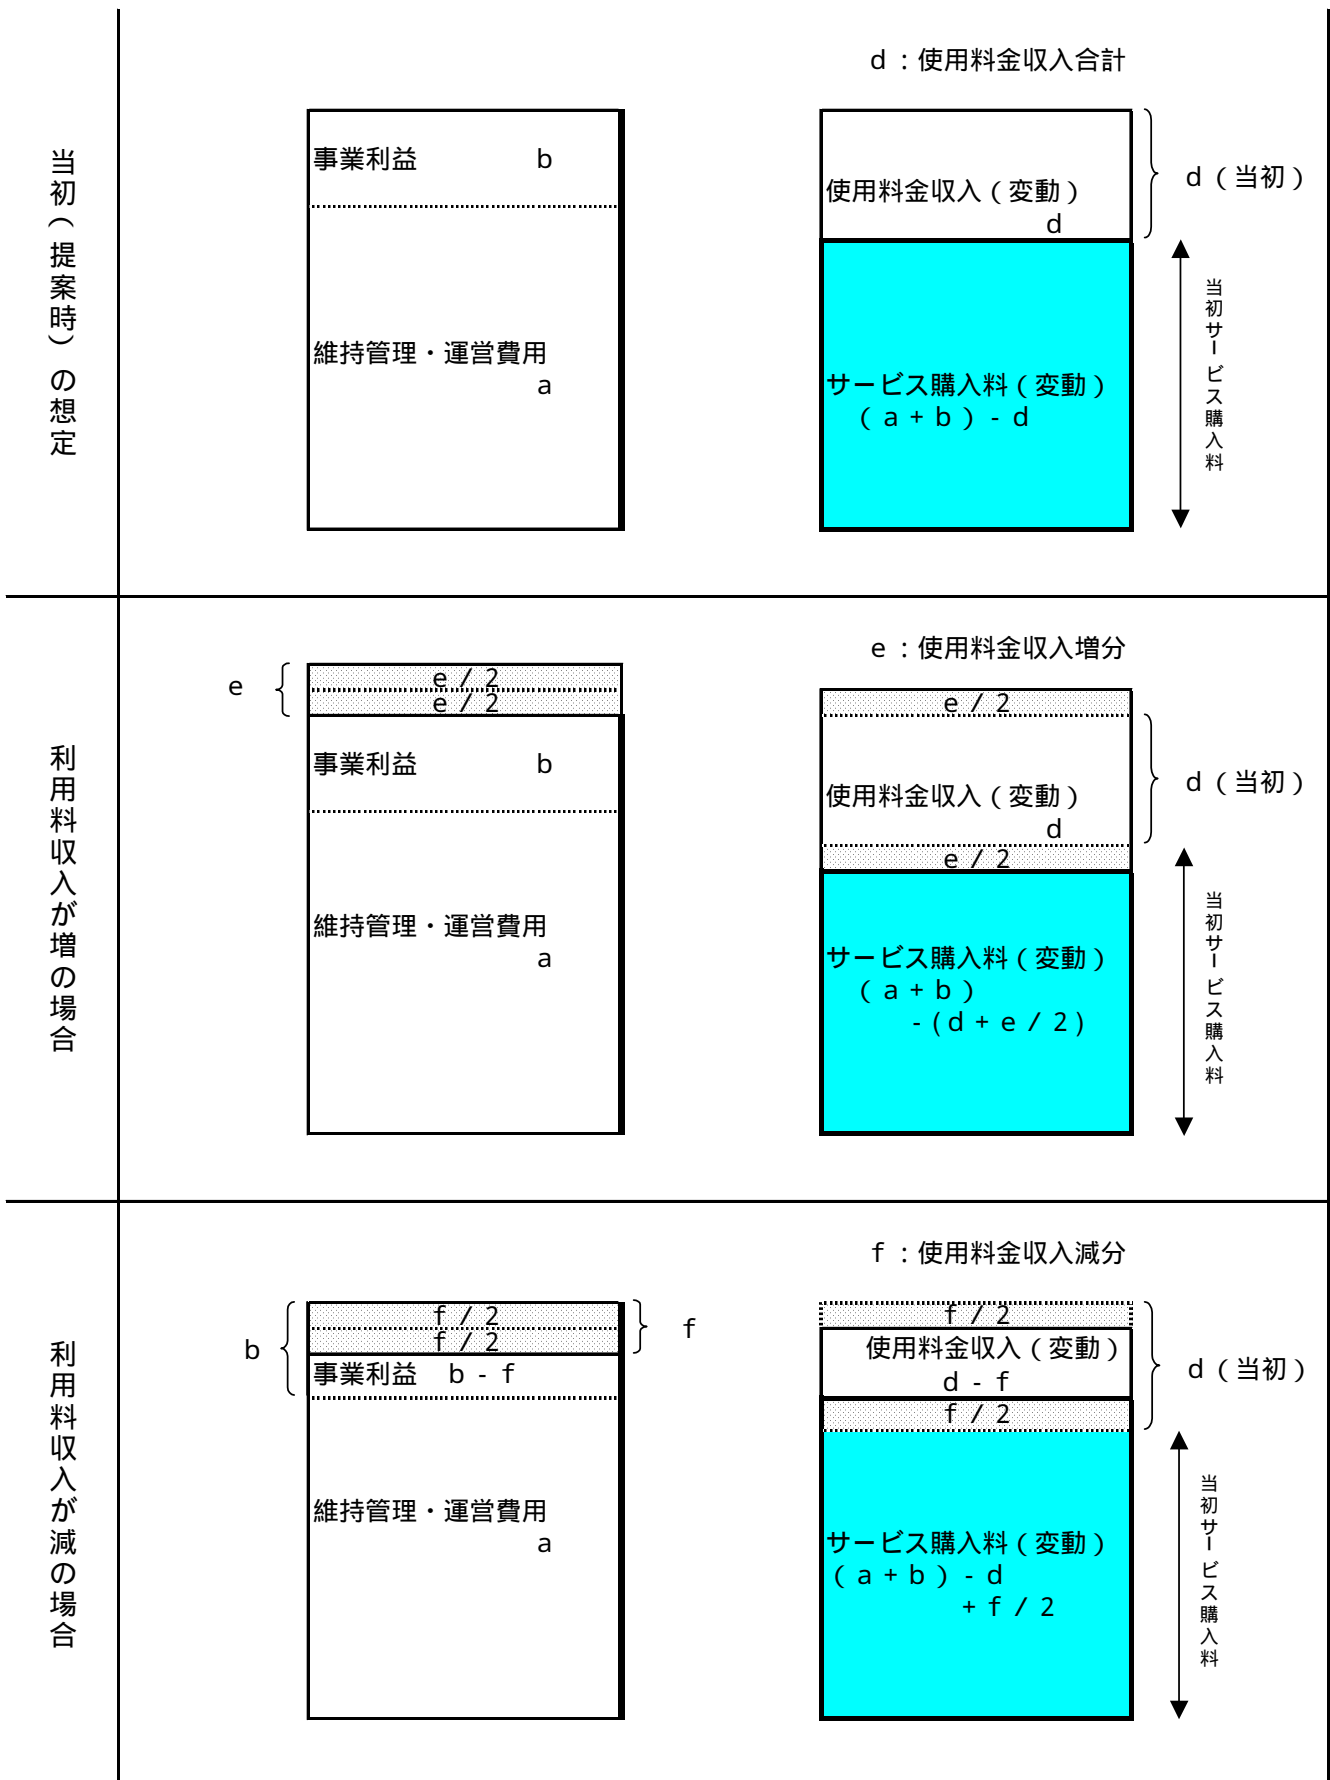 当初（提案時）の想定
d：使用料金収入合計
事業利益 b
維持管理・運営費用
a
使用料金収入（変動）
d
サービス購入料（変動）
（a＋b）-d
d（当初）
当初サービス購入料
利用料収入が増の場合
e：使用料金収入増分
e
e/2
e/2
事業利益 b
維持管理・運営費用
a
e/2
使用料金収入（変動）
d
e/2
サービス購入料（変動）
（a＋b）
-(d＋e/2)
d（当初）
当初サービス購入料
利用料収入が減の場合
f：使用料金収入減分
b
f/2
f/2
f
事業利益 b-f
維持管理・運営費用
a
f/2
使用料金収入（変動）
d-f
f/2
サービス購入料（変動）
（a＋b）-d
＋f/2
d（当初）
当初サービス購入料